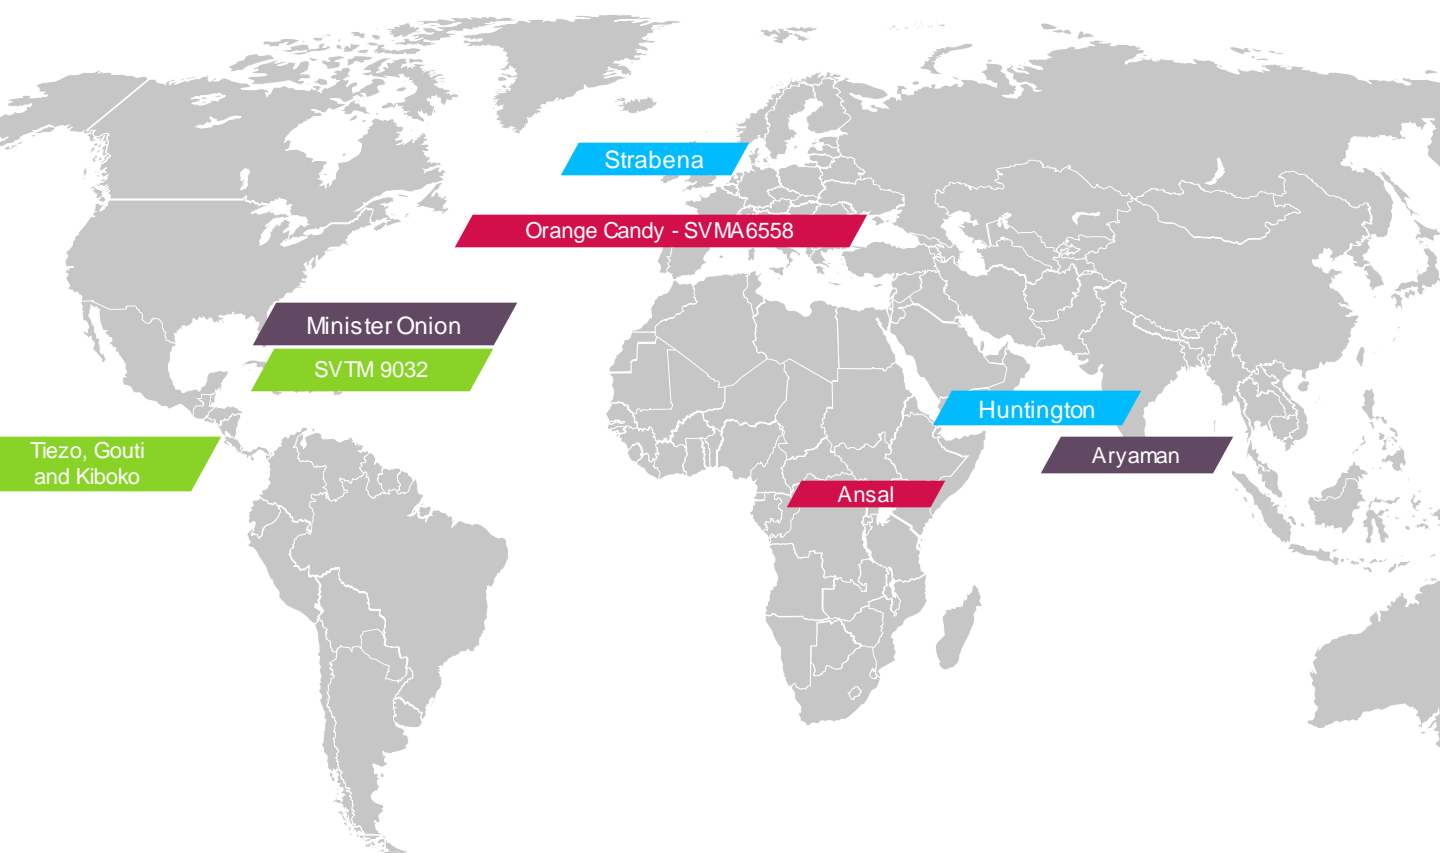 Strabena
Orange Candy - SVMA6558
Minister Onion
SVTM 9032
Huntington
Tiezo, Gouti
and Kiboko
Aryaman
Ansal